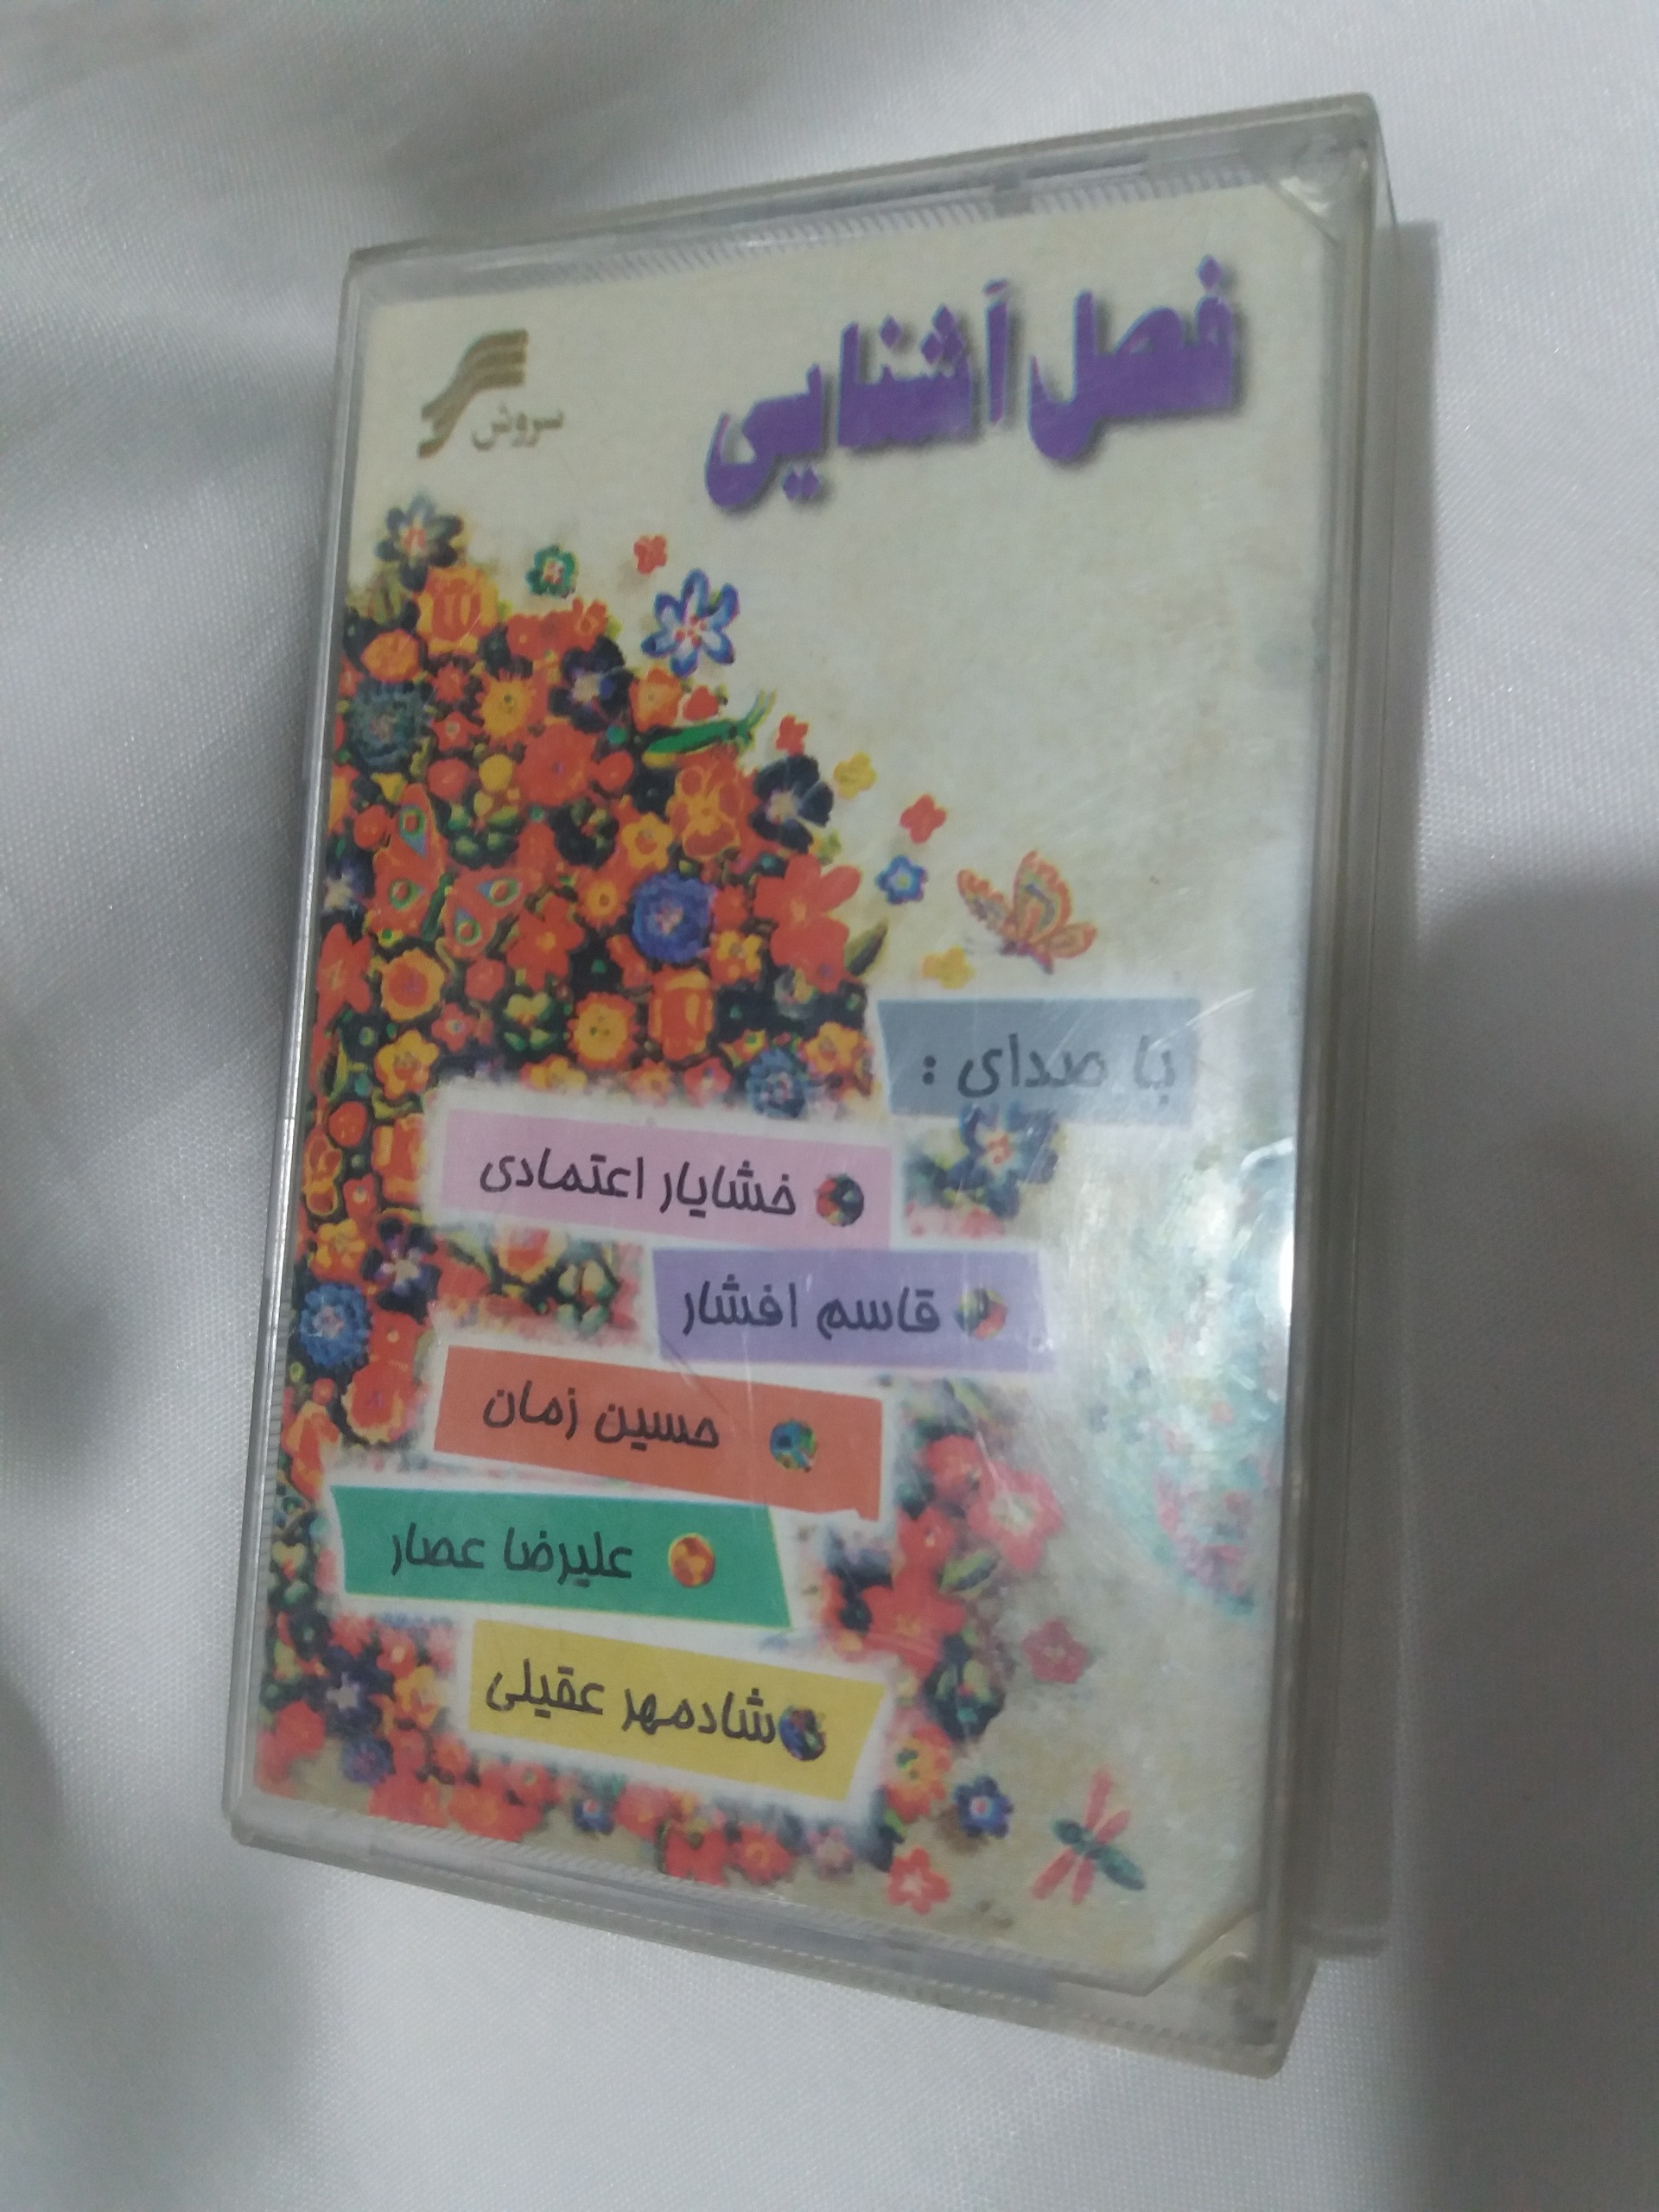 فصل آشنایی
سروش
با صدای :
خشایار اعتمادی
قاسم افشار
حسین زمان
علیرضا عصار
شادمهر عقیلی